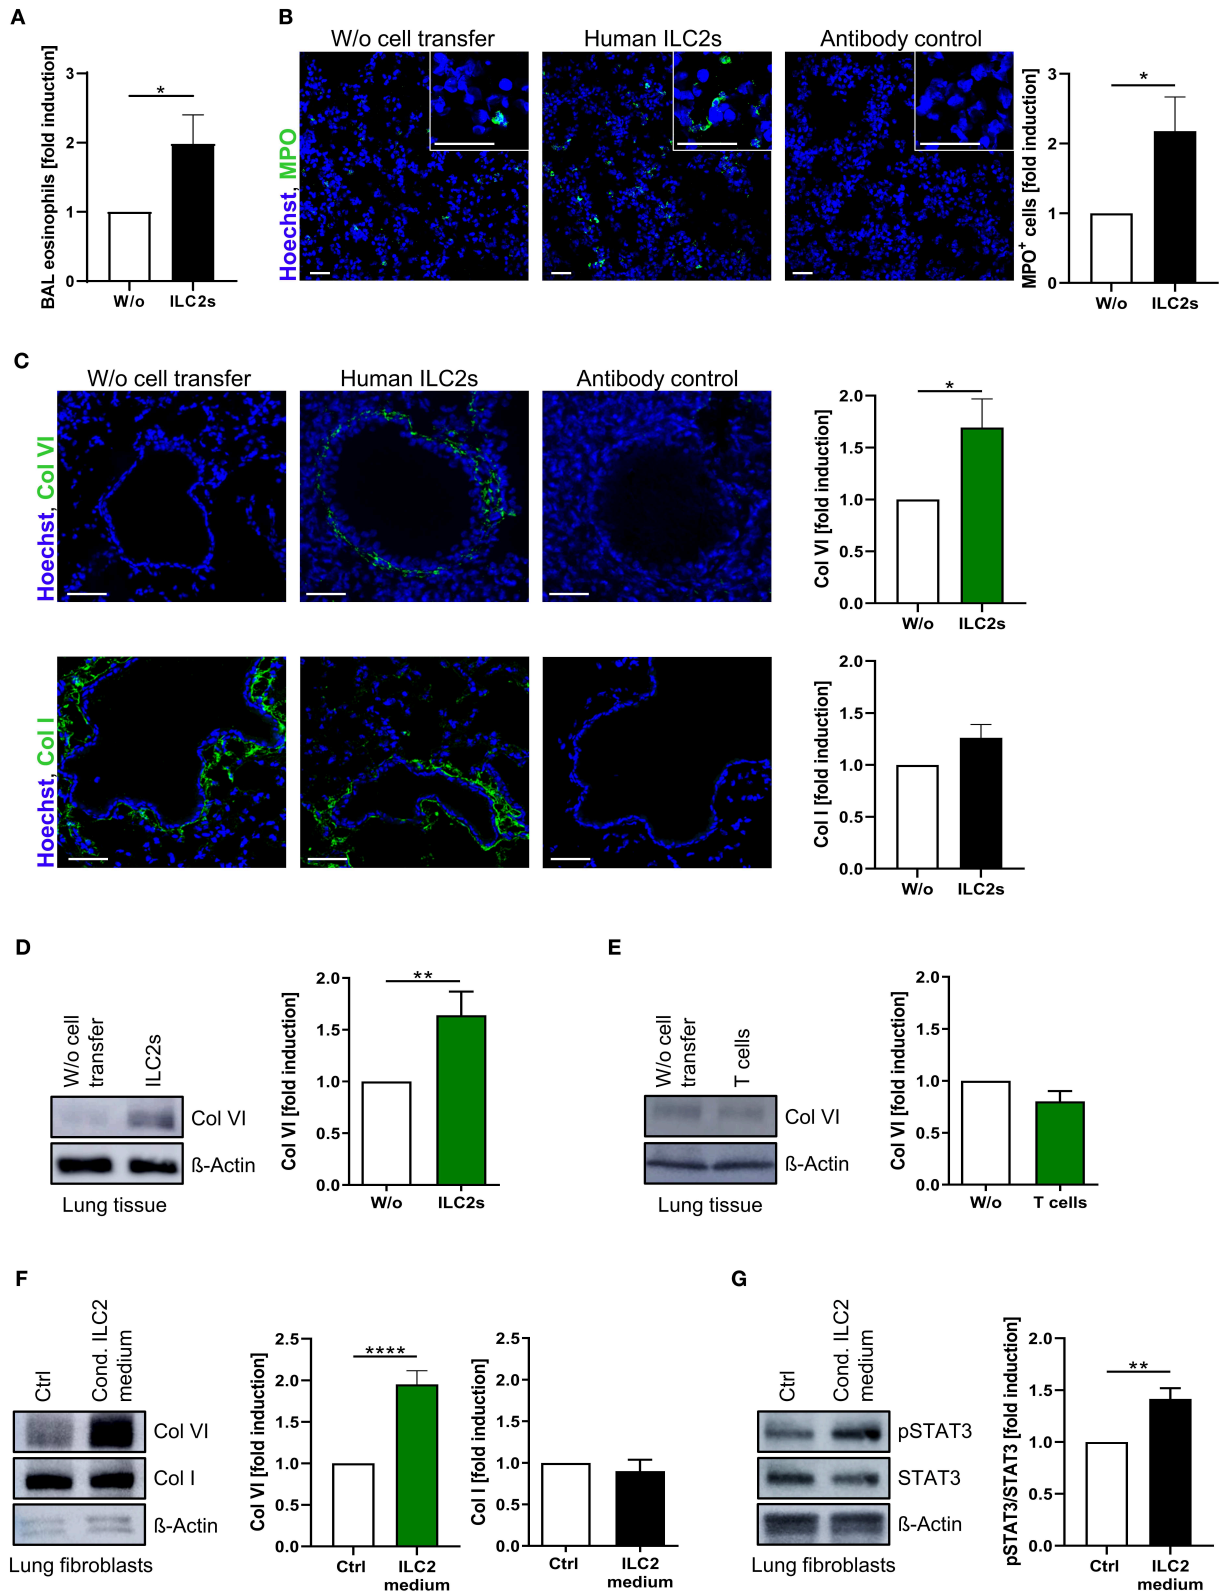 A
BAL eosinophils [fold induction]
3
2
1
0
*
W/o
ILC2s
B
W/o cell transfer
Human ILC2s
Antibody control
Hoechst, MPO
MPO⁺ cells [fold induction]
3
2
1
0
*
W/o
ILC2s
C
W/o cell transfer
Human ILC2s
Antibody control
Hoechst, Col VI
Col VI [fold induction]
2.0
1.5
1.0
0.5
0.0
*
W/o
ILC2s
Hoechst, Col I
Col I [fold induction]
2.0
1.5
1.0
0.5
0.0
W/o
ILC2s
D
W/o cell
transfer
ILC2s
Col VI
ß-Actin
Lung tissue
Col VI [fold induction]
2.0
1.5
1.0
0.5
0.0
**
W/o
ILC2s
E
W/o cell
transfer
T cells
Col VI
ß-Actin
Lung tissue
Col VI [fold induction]
2.0
1.5
1.0
0.5
0.0
W/o
T cells
F
Ctrl
Cond. ILC2
medium
Col VI
Col I
ß-Actin
Lung fibroblasts
Col VI [fold induction]
2.5
2.0
1.5
1.0
0.5
0.0
****
Ctrl
ILC2
medium
Col I [fold induction]
2.5
2.0
1.5
1.0
0.5
0.0
Ctrl
ILC2
medium
G
Ctrl
Cond. ILC2
medium
pSTAT3
STAT3
ß-Actin
Lung fibroblasts
pSTAT3/STAT3 [fold induction]
2.0
1.5
1.0
0.5
0.0
**
Ctrl
ILC2
medium